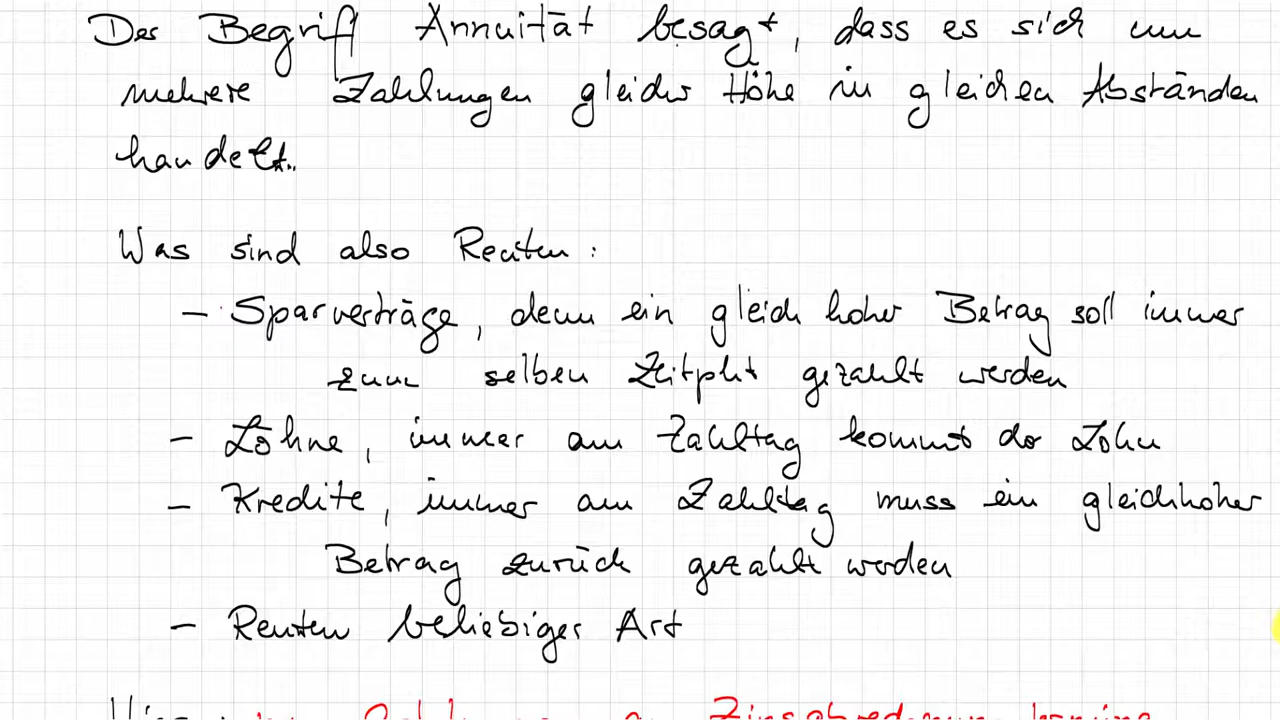 Der Begriff Annuität besagt, dass es sich um
mehrere Zahlungen gleicher Höhe in gleichen Abständen
handelt.
Was sind also Renten:
– Sparverträge, denn ein gleich hoher Betrag soll immer
zum selben Zeitpkt gezahlt werden
– Löhne, immer am Zahltag kommt der Lohn
– Kredite, immer am Zahltag muss ein gleichhoher
Betrag zurück gezahlt werden
– Renten beliebiger Art